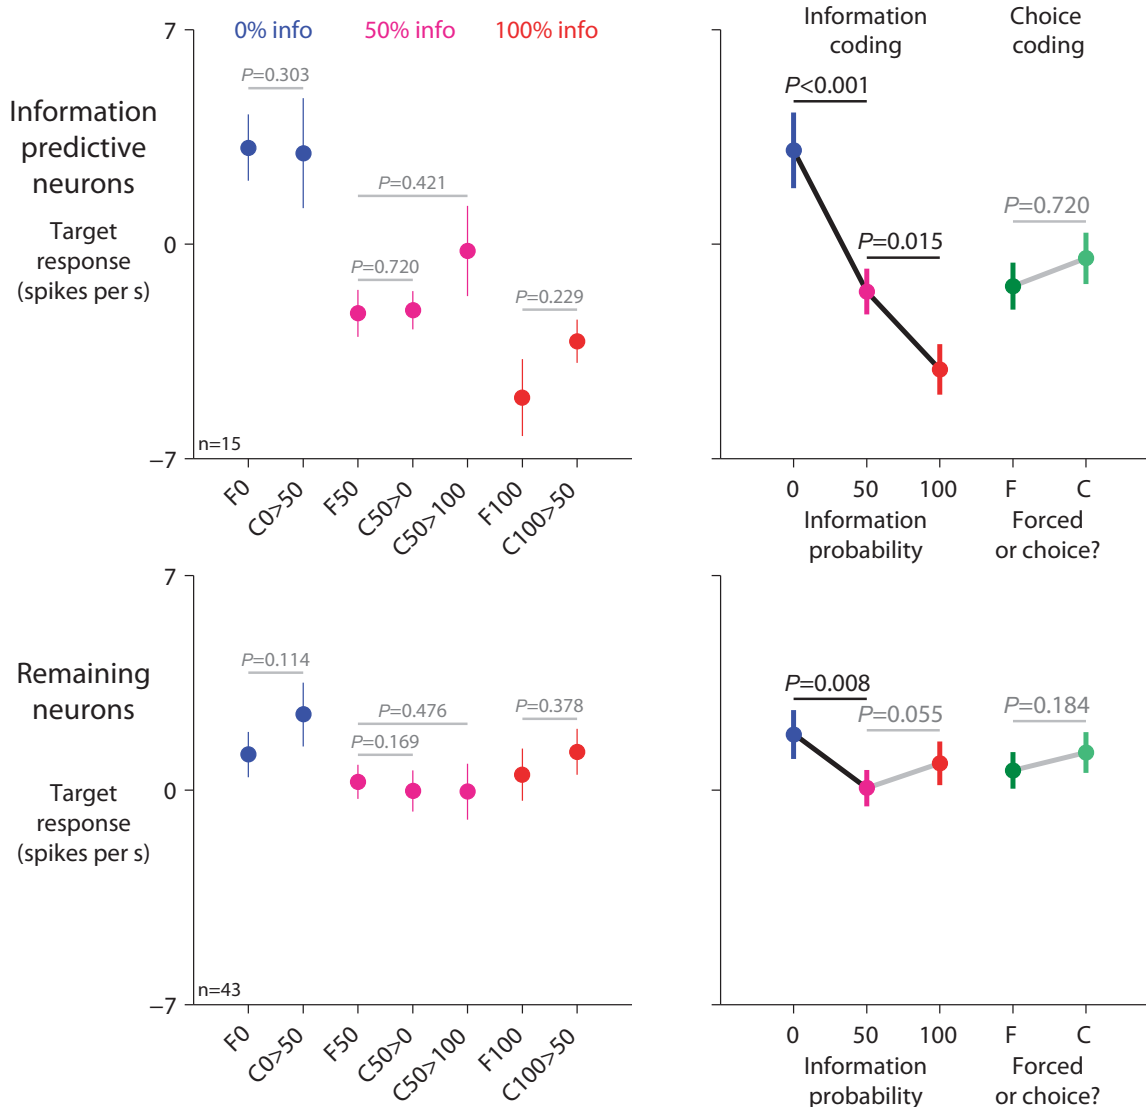 0% info
50% info
100% info
Information
coding
Choice
coding
7
P=0.303
P<0.001
Information
predictive
neurons
P=0.421
P=0.720
Target
response
(spikes per s)
0
P=0.720
P=0.015
P=0.229
n=15
−7
F0
C0>50
F50
C50>0
C50>100
F100
C100>50
0
50
100
F
C
Information
probability
Forced
or choice?
7
Remaining
neurons
P=0.114
P=0.476
P=0.169
P=0.378
P=0.008
P=0.055
P=0.184
Target
response
(spikes per s)
0
n=43
−7
F0
C0>50
F50
C50>0
C50>100
F100
C100>50
0
50
100
F
C
Information
probability
Forced
or choice?